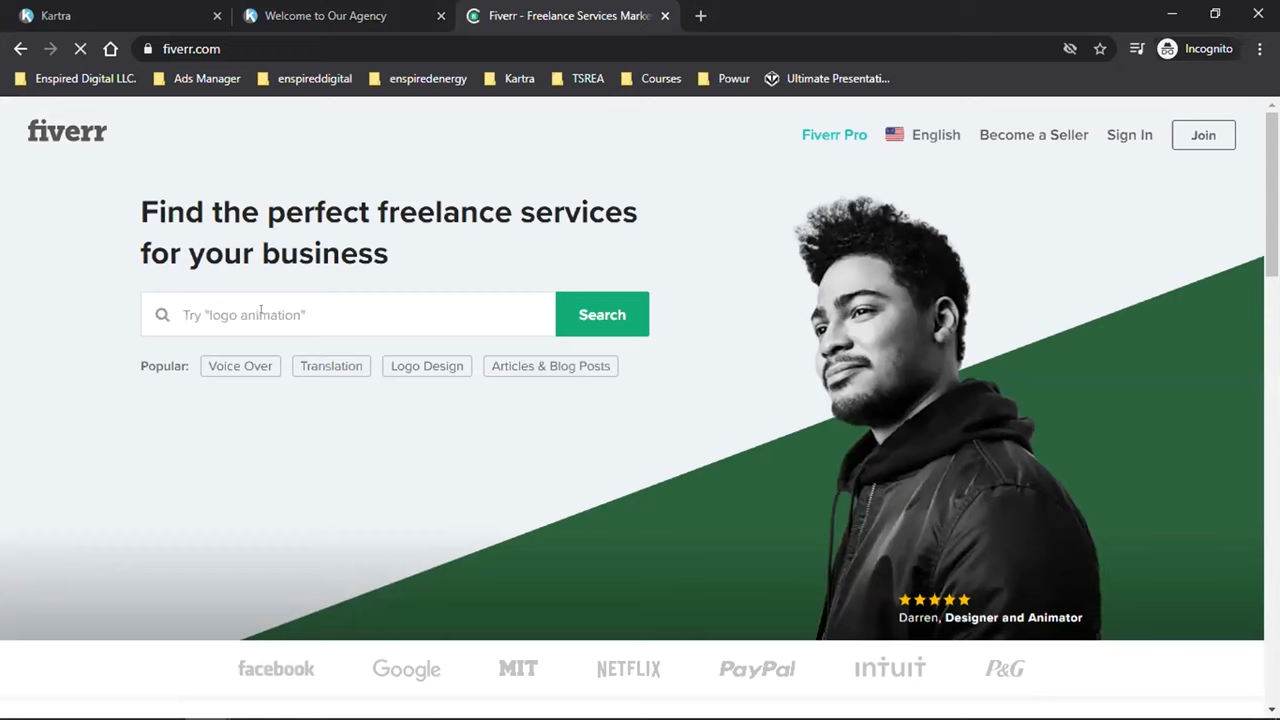 Kartra
Welcome to Our Agency
Fiverr - Freelance Services Marke
fiverr.com
Incognito
Enspired Digital LLC.
Ads Manager
enspireddigital
enspiredenergy
Kartra
TSREA
Courses
Powur
Ultimate Presentati...
fiverr
Fiverr Pro
English
Become a Seller
Sign In
Join
Find the perfect freelance services
for your business
Try "logo animation"
Search
Popular:
Voice Over
Translation
Logo Design
Articles & Blog Posts
Darren, Designer and Animator
facebook
Google
MIT
NETFLIX
PayPal
intuit
P&G